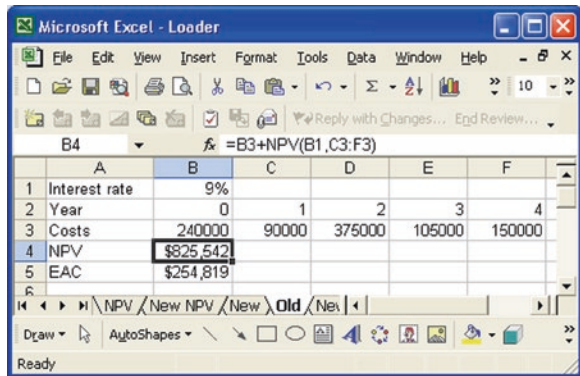 Microsoft Excel - Loader
File Edit View Insert Format Tools Data Window Help
Σ 10
Reply with Changes... End Review...
B4 fx =B3+NPV(B1,C3:F3)
A B C D E F
1 Interest rate 9%
2 Year 0 1 2 3 4
3 Costs 240000 90000 375000 105000 150000
4 NPV $825,542
5 EAC $254,819
6
NPV New NPV New Old Ne
Draw AutoShapes
Ready